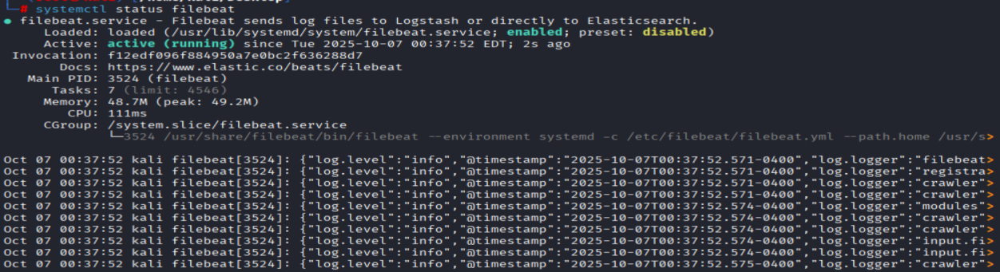 └─# systemctl status filebeat
● filebeat.service - Filebeat sends log files to Logstash or directly to Elasticsearch.
Loaded: loaded (/usr/lib/systemd/system/filebeat.service; enabled; preset: disabled)
Active: active (running) since Tue 2025-10-07 00:37:52 EDT; 2s ago
Invocation: f12edf096f884950a7e0bc2f636288d7
Docs: https://www.elastic.co/beats/filebeat
Main PID: 3524 (filebeat)
Tasks: 7 (limit: 4546)
Memory: 48.7M (peak: 49.2M)
CPU: 111ms
CGroup: /system.slice/filebeat.service
└─3524 /usr/share/filebeat/bin/filebeat --environment systemd -c /etc/filebeat/filebeat.yml --path.home /usr/s>
Oct 07 00:37:52 kali filebeat[3524]: {"log.level":"info","@timestamp":"2025-10-07T00:37:52.571-0400","log.logger":"filebeat>
Oct 07 00:37:52 kali filebeat[3524]: {"log.level":"info","@timestamp":"2025-10-07T00:37:52.571-0400","log.logger":"registra>
Oct 07 00:37:52 kali filebeat[3524]: {"log.level":"info","@timestamp":"2025-10-07T00:37:52.571-0400","log.logger":"crawler">
Oct 07 00:37:52 kali filebeat[3524]: {"log.level":"info","@timestamp":"2025-10-07T00:37:52.571-0400","log.logger":"crawler">
Oct 07 00:37:52 kali filebeat[3524]: {"log.level":"info","@timestamp":"2025-10-07T00:37:52.574-0400","log.logger":"modules">
Oct 07 00:37:52 kali filebeat[3524]: {"log.level":"info","@timestamp":"2025-10-07T00:37:52.574-0400","log.logger":"crawler">
Oct 07 00:37:52 kali filebeat[3524]: {"log.level":"info","@timestamp":"2025-10-07T00:37:52.574-0400","log.logger":"crawler">
Oct 07 00:37:52 kali filebeat[3524]: {"log.level":"info","@timestamp":"2025-10-07T00:37:52.574-0400","log.logger":"input.fi>
Oct 07 00:37:52 kali filebeat[3524]: {"log.level":"info","@timestamp":"2025-10-07T00:37:52.574-0400","log.logger":"input.fi>
Oct 07 00:37:52 kali filebeat[3524]: {"log.level":"info","@timestamp":"2025-10-07T00:37:52.575-0400","log.logger":"crawler">